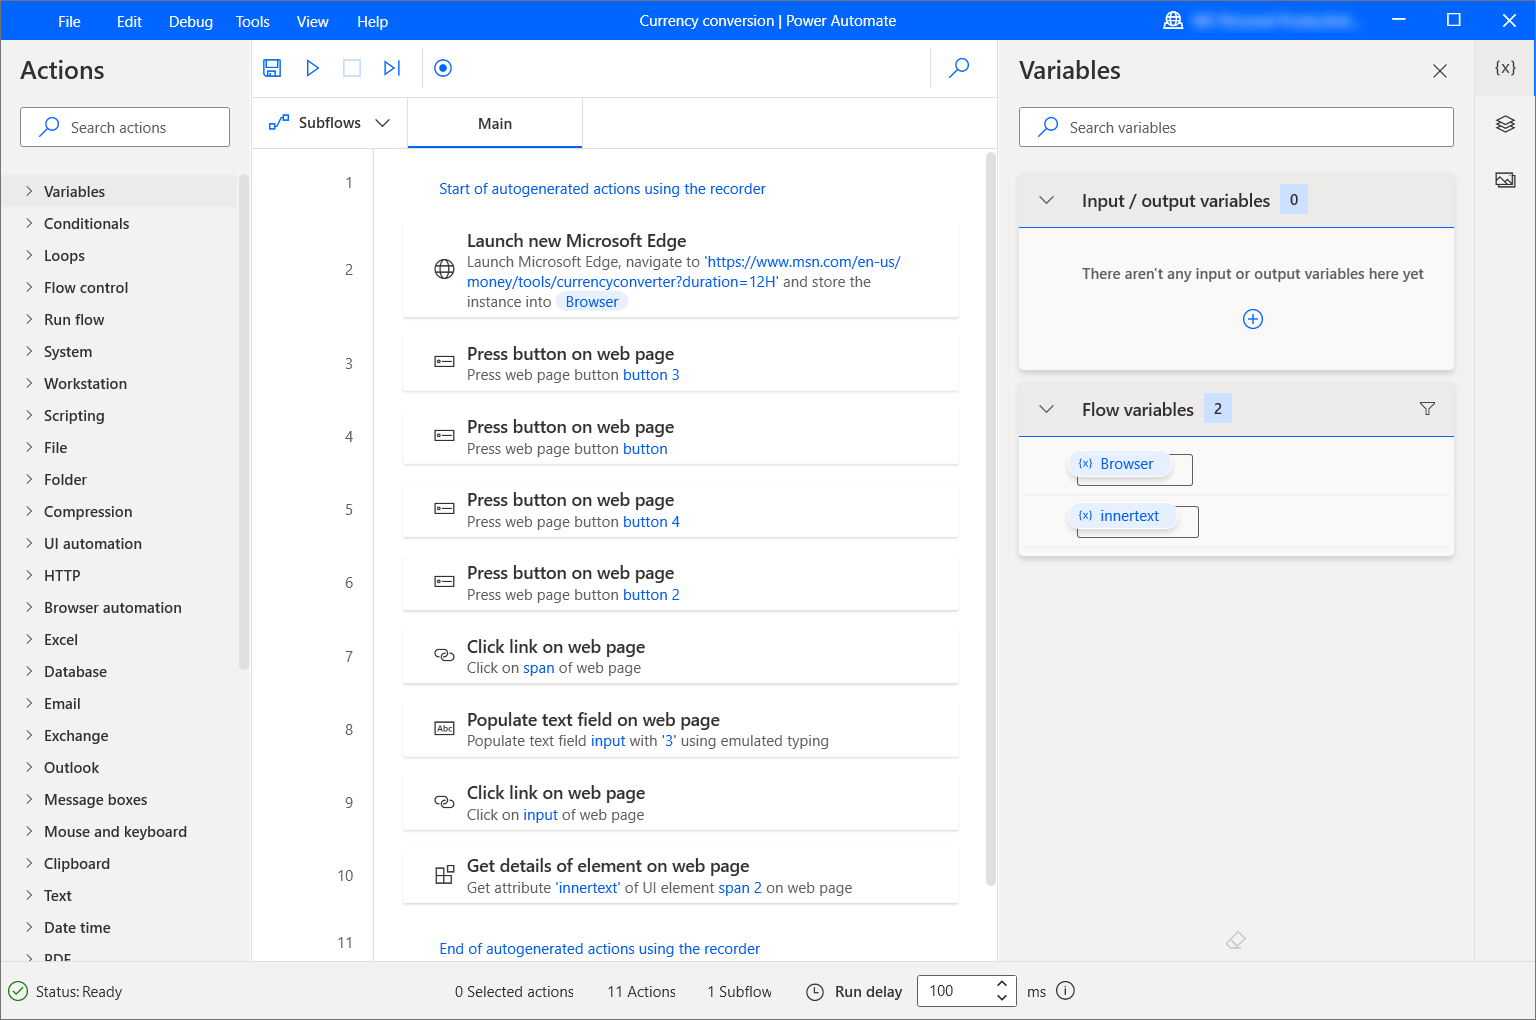 File Edit Debug Tools View Help
Currency conversion | Power Automate
Actions
Search actions
Variables
Conditionals
Loops
Flow control
Run flow
System
Workstation
Scripting
File
Folder
Compression
UI automation
HTTP
Browser automation
Excel
Database
Email
Exchange
Outlook
Message boxes
Mouse and keyboard
Clipboard
Text
Date time
PDF
Subflows
Main
1
Start of autogenerated actions using the recorder
2
Launch new Microsoft Edge
Launch Microsoft Edge, navigate to 'https://www.msn.com/en-us/
money/tools/currencyconverter?duration=12H' and store the
instance into Browser
3
Press button on web page
Press web page button button 3
4
Press button on web page
Press web page button button
5
Press button on web page
Press web page button button 4
6
Press button on web page
Press web page button button 2
7
Click link on web page
Click on span of web page
8
Abc
Populate text field on web page
Populate text field input with '3' using emulated typing
9
Click link on web page
Click on input of web page
10
Get details of element on web page
Get attribute 'innertext' of UI element span 2 on web page
11
End of autogenerated actions using the recorder
Variables
{x}
Search variables
Input / output variables 0
There aren't any input or output variables here yet
Flow variables 2
{x} Browser
{x} innertext
Status: Ready
0 Selected actions
11 Actions
1 Subflow
Run delay
100
ms